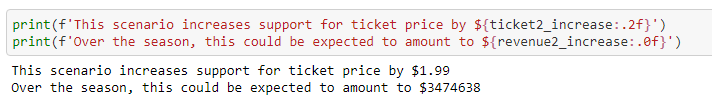 print(f'This scenario increases support for ticket price by ${ticket2_increase:.2f}')
print(f'Over the season, this could be expected to amount to ${revenue2_increase:.0f}')
This scenario increases support for ticket price by $1.99
Over the season, this could be expected to amount to $3474638